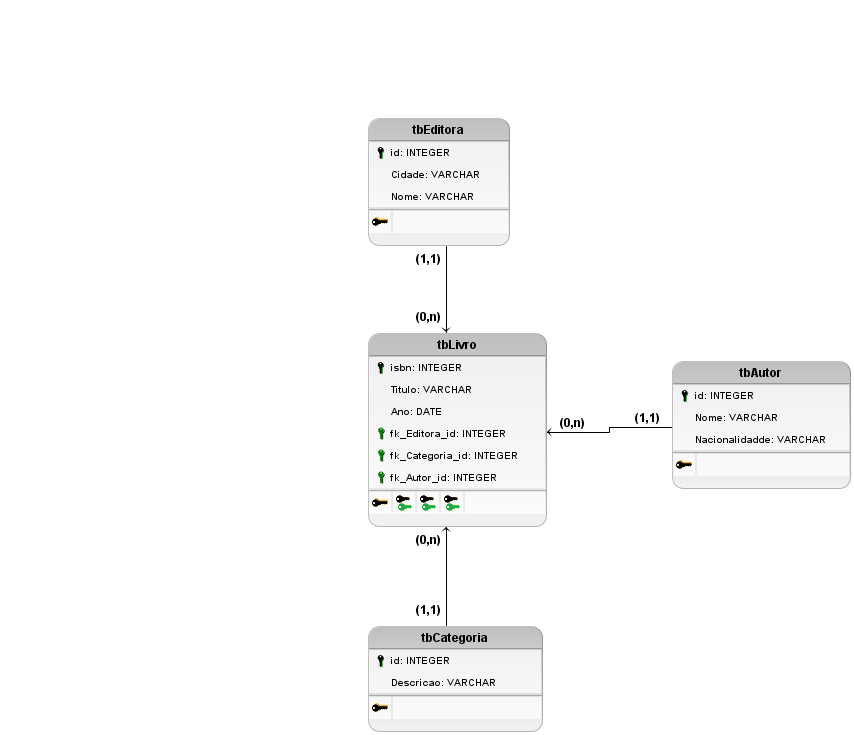 tbEditora
id: INTEGER
Cidade: VARCHAR
Nome: VARCHAR
(1,1)
(0,n)
tbLivro
isbn: INTEGER
Titulo: VARCHAR
Ano: DATE
fk_Editora_id: INTEGER
fk_Categoria_id: INTEGER
fk_Autor_id: INTEGER
(0,n)
(1,1)
tbAutor
id: INTEGER
Nome: VARCHAR
Nacionalidadde: VARCHAR
(0,n)
(1,1)
tbCategoria
id: INTEGER
Descricao: VARCHAR